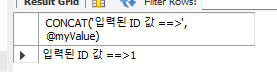 Result Grid Filter Rows:
CONCAT('입력된 ID 값 ==>',
@myValue)
입력된 ID 값 ==>1